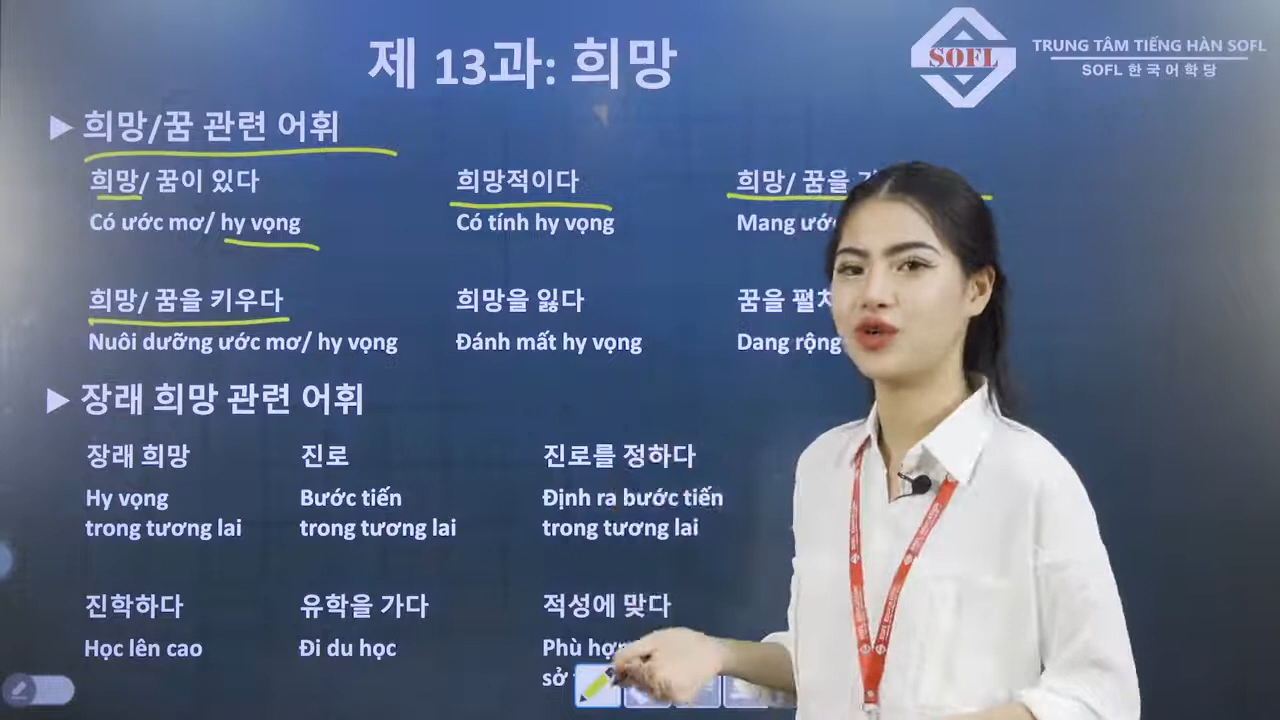 제 13과: 희망
SOFL
TRUNG TÂM TIẾNG HÀN SOFL
SOFL 한국어학당
희망/꿈 관련 어휘
희망/ 꿈이 있다
희망적이다
희망/ 꿈을
Có ước mơ/ hy vọng
Có tính hy vọng
Mang ước
희망/ 꿈을 키우다
희망을 잃다
꿈을
Nuôi dưỡng ước mơ/ hy vọng
Đánh mất hy vọng
Dang rộng
장래 희망 관련 어휘
장래 희망
진로
진로를 정하다
Hy vọng
trong tương lai
Bước tiến
trong tương lai
Định ra bước tiến
trong tương lai
진학하다
유학을 가다
적성에 맞다
Học lên cao
Đi du học
Phù
sở